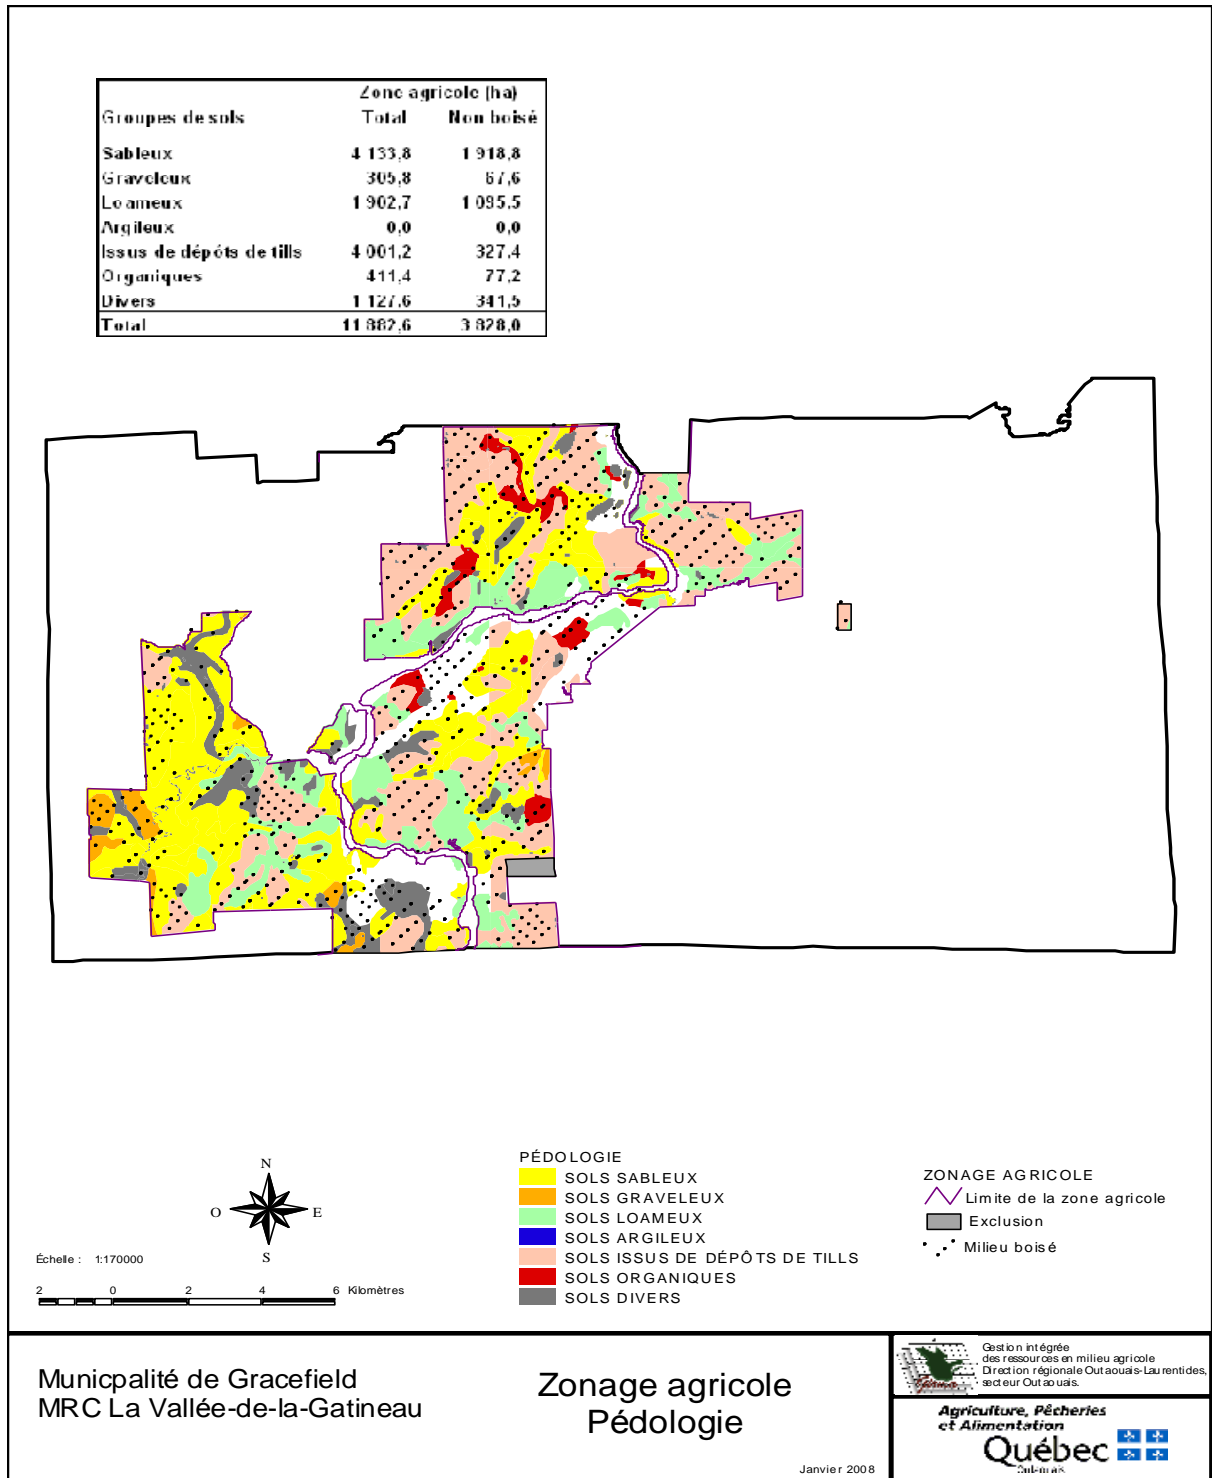 Zone agricole (ha)
Groupes de sols Total Non boisé
Sableux 4 133,8 1 918,8
Graveleux 305,8 67,6
Loameux 1 902,7 1 095,5
Argileux 0,0 0,0
Issus de dépôts de tills 4 001,2 327,4
Organiques 411,4 77,2
Divers 1 127,6 341,5
Total 11 882,6 3 828,0
N
O E
S
Échelle : 1:170000
2 0 2 4 6 Kilomètres
PÉDOLOGIE
SOLS SABLEUX
SOLS GRAVELEUX
SOLS LOAMEUX
SOLS ARGILEUX
SOLS ISSUS DE DÉPÔTS DE TILLS
SOLS ORGANIQUES
SOLS DIVERS
ZONAGE AGRICOLE
Limite de la zone agricole
Exclusion
Milieu boisé
Municpalité de Gracefield
MRC La Vallée-de-la-Gatineau
Zonage agricole
Pédologie
Janvier 2008
Gestion intégrée
des ressources en milieu agricole
Direction régionale Outaouais-Laurentides,
secteur Outaouais.
Agriculture, Pêcheries
et Alimentation
Québec
Outaouais